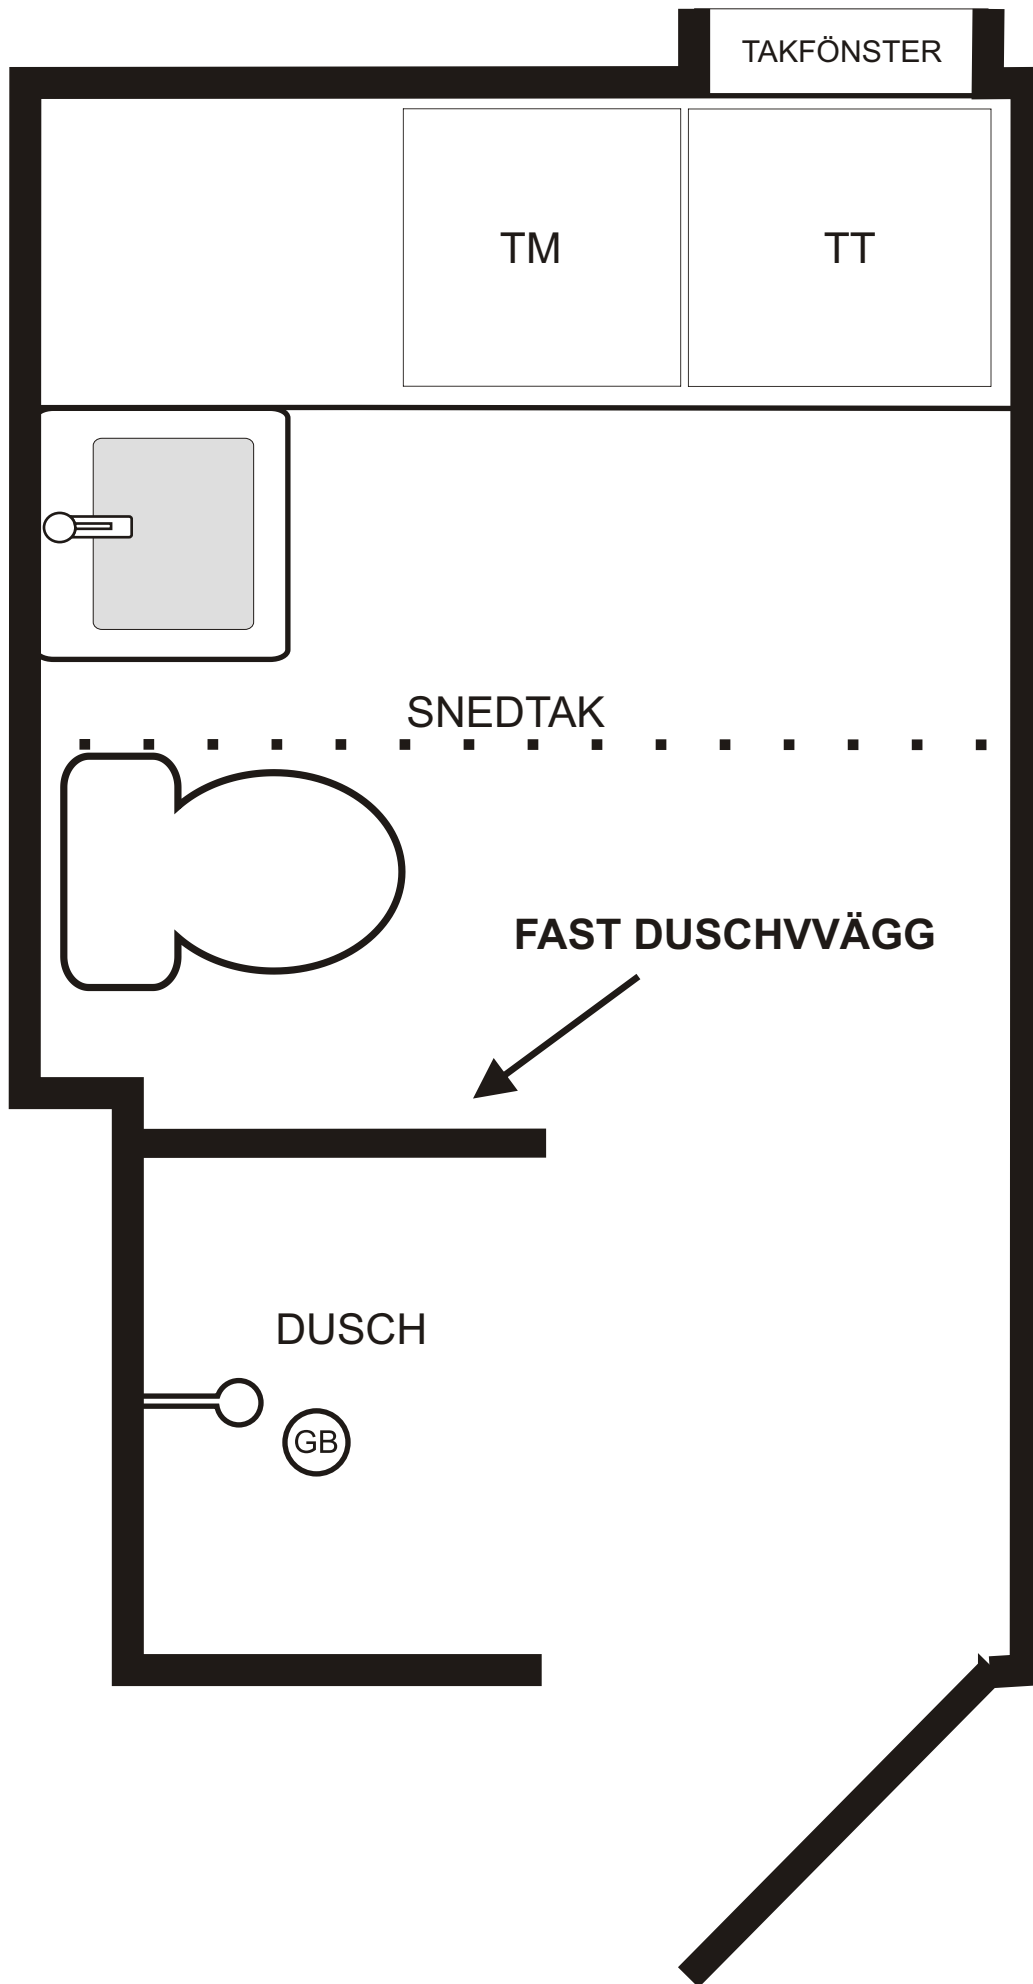 TAKFÖNSTER
TM
TT
SNEDTAK
FAST DUSCHVVÄGG
DUSCH
GB